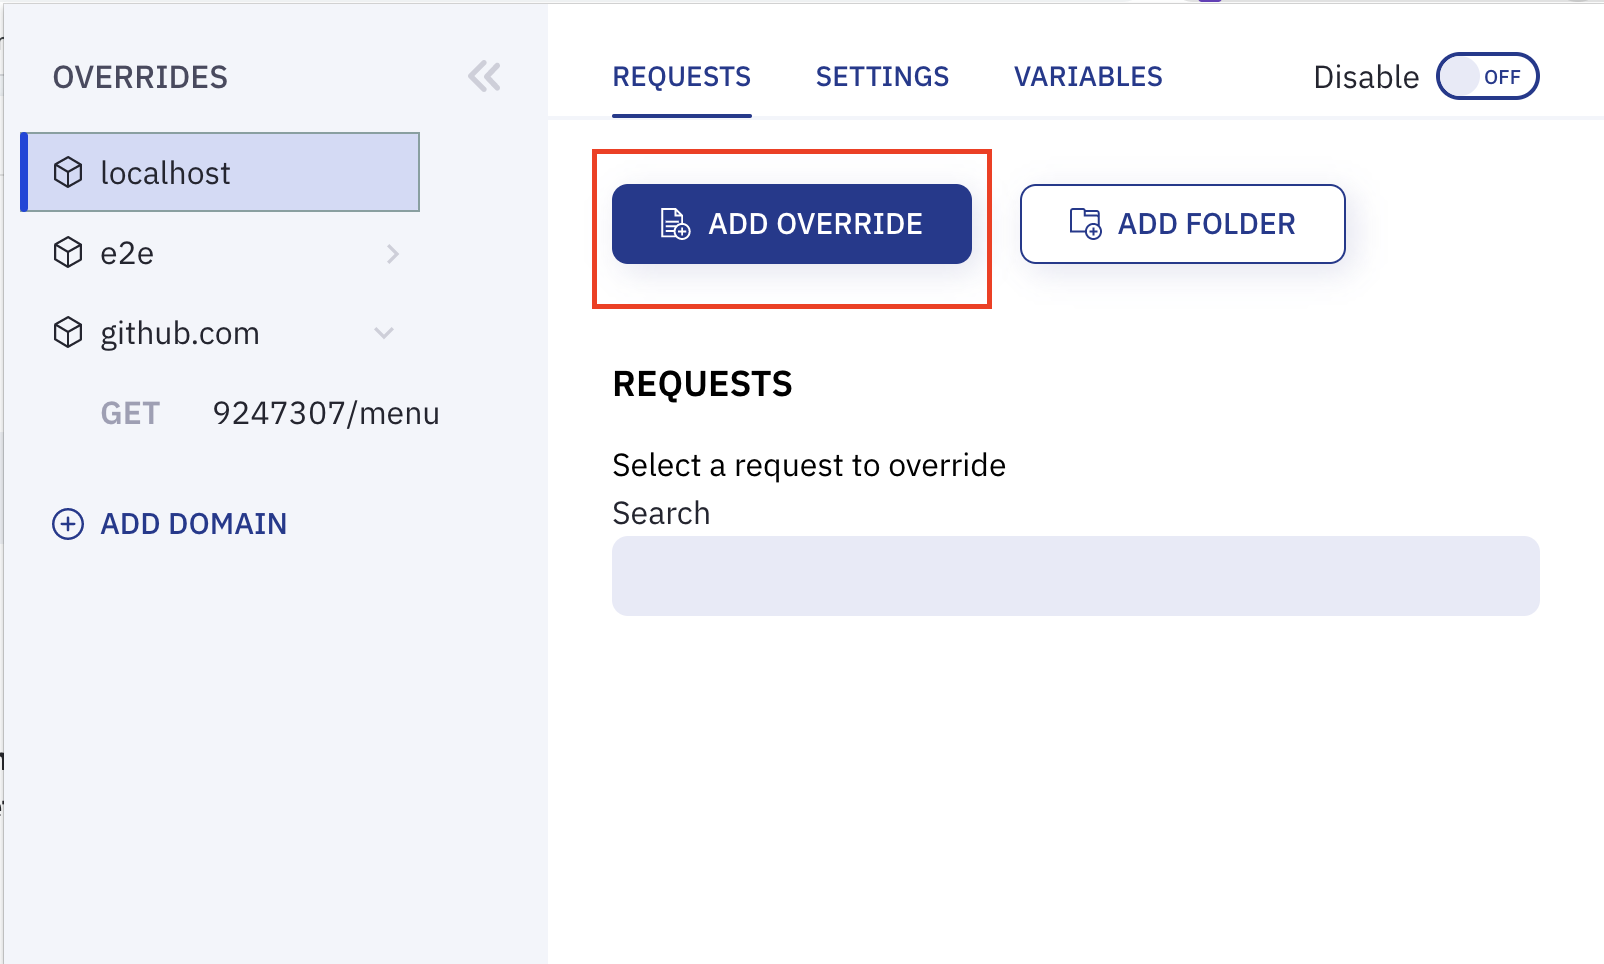 OVERRIDES
localhost
e2e
github.com
GET 9247307/menu
ADD DOMAIN
REQUESTS SETTINGS VARIABLES Disable OFF
ADD OVERRIDE ADD FOLDER
REQUESTS
Select a request to override
Search